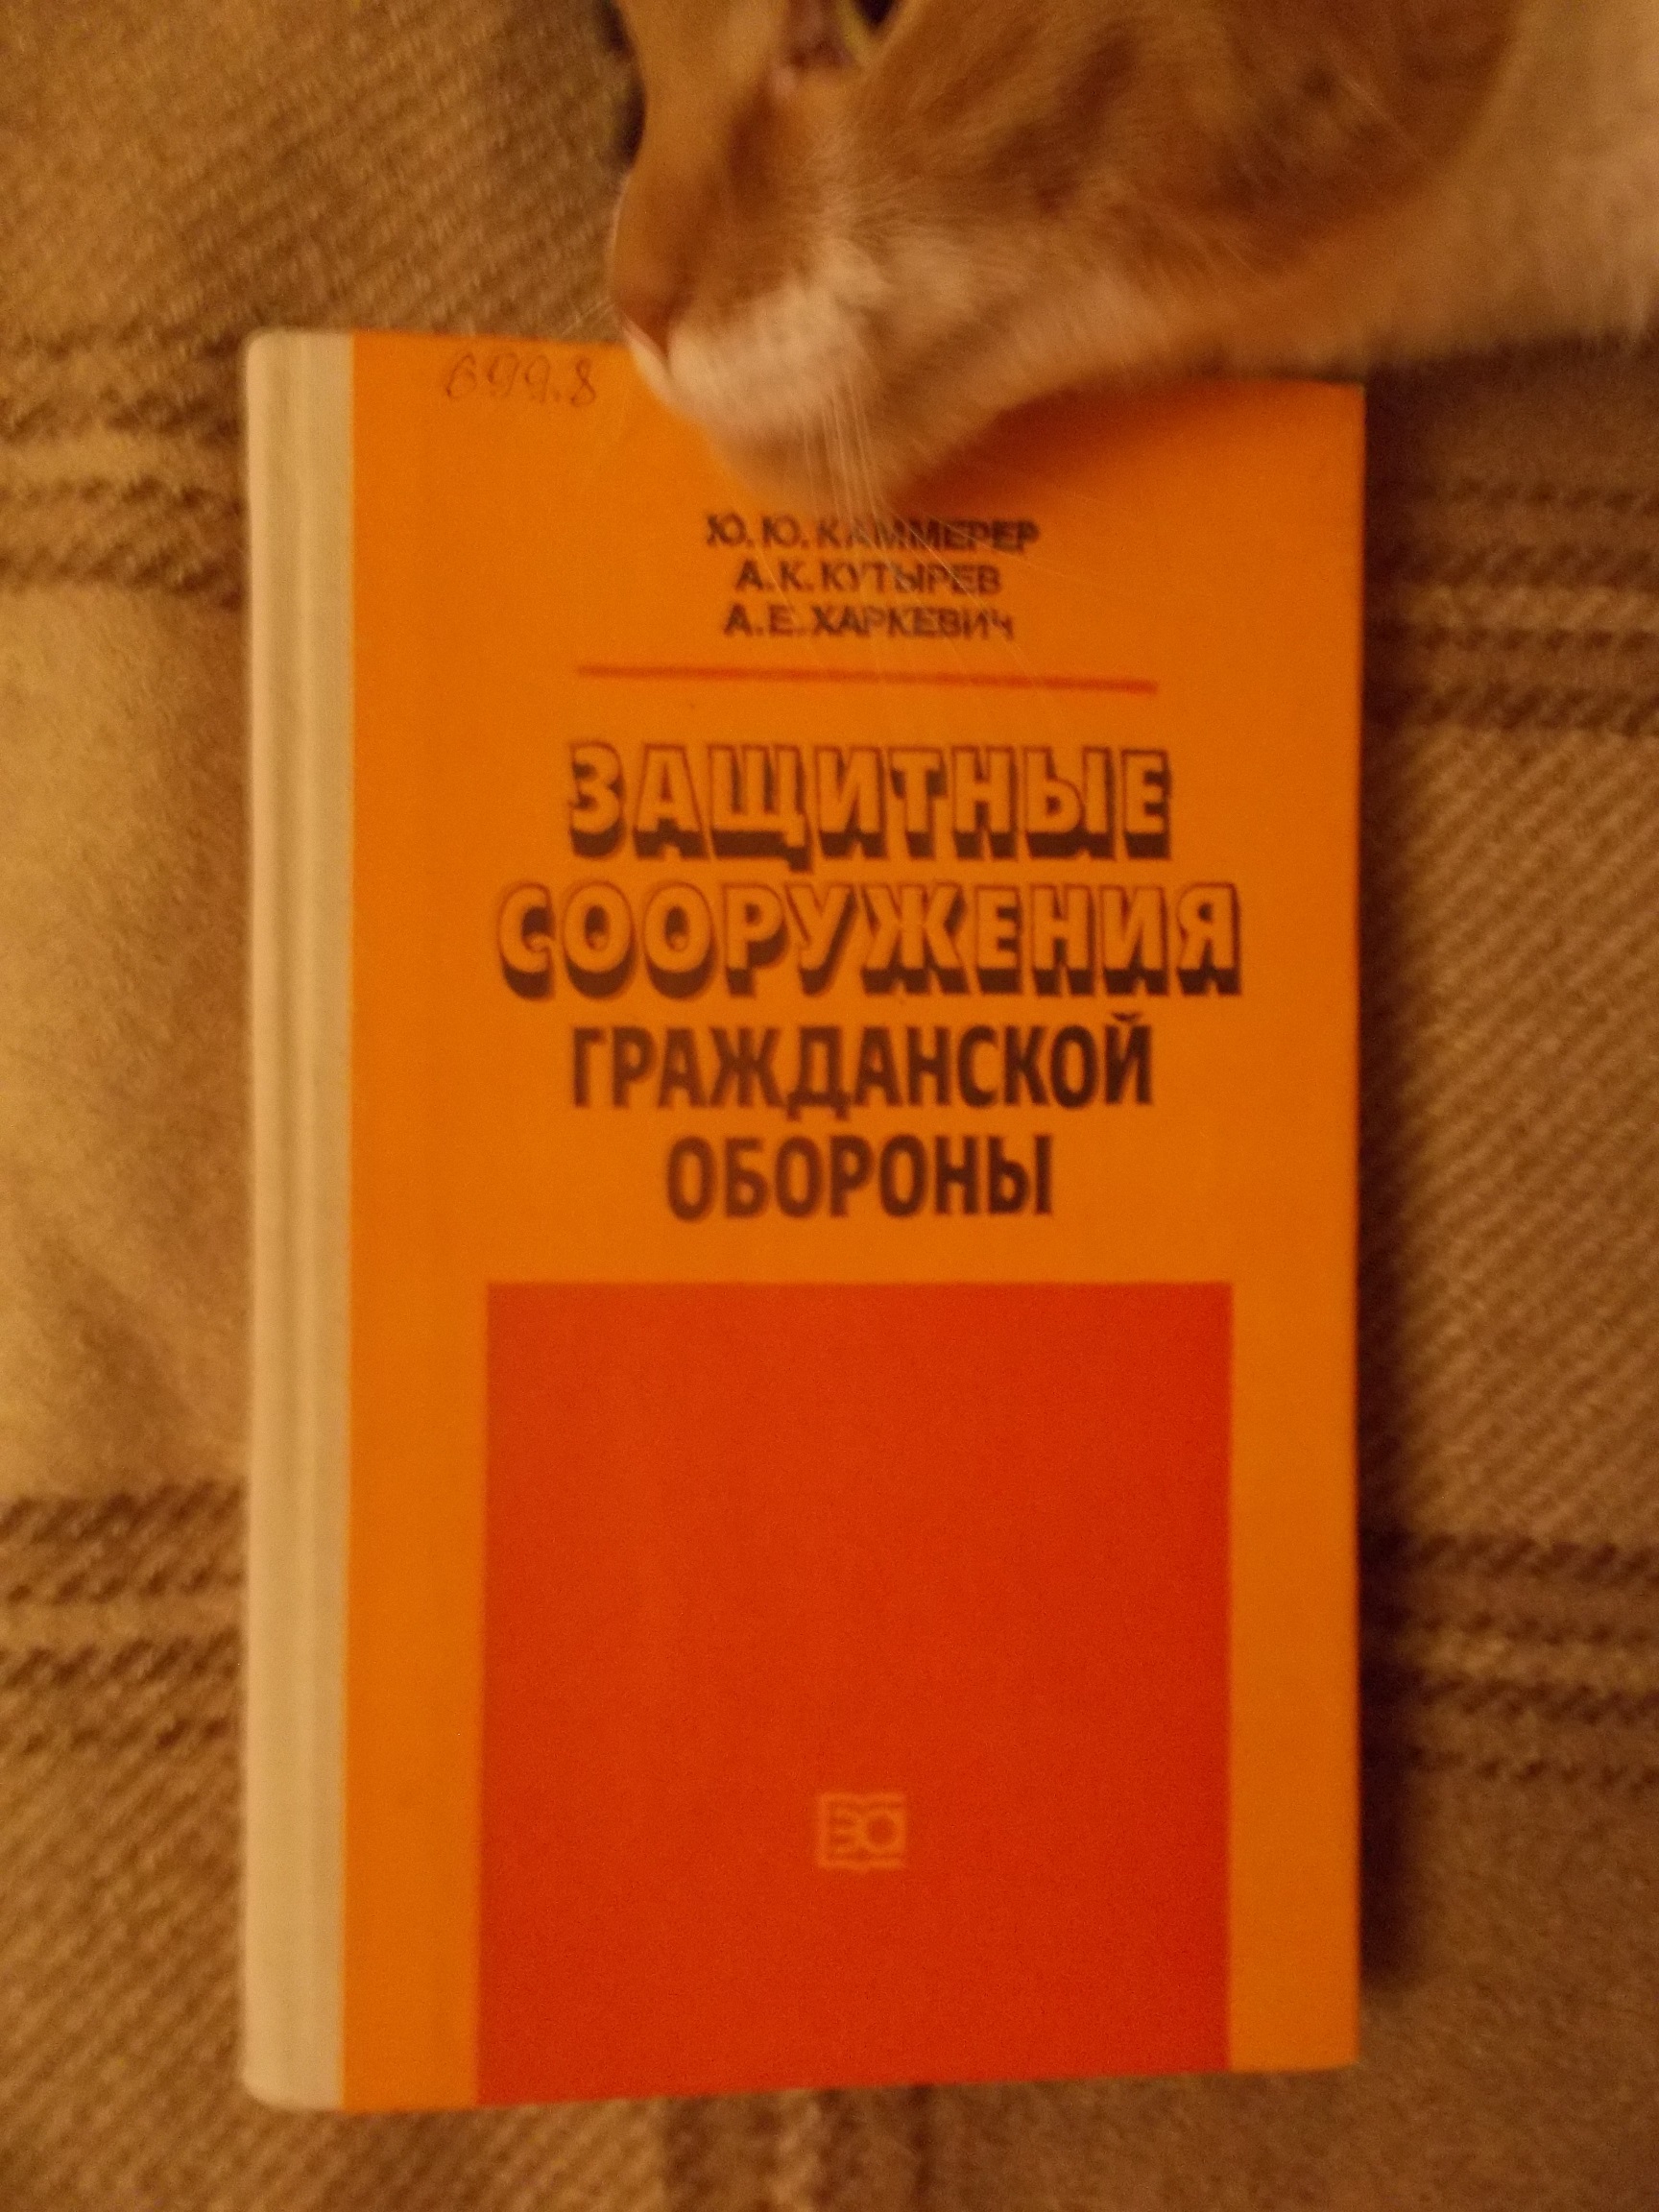 699.8
Ю. Ю. КАММЕРЕР
А. К. КУТЫРЕВ
А. Е. ХАРКЕВИЧ
ЗАЩИТНЫЕ
СООРУЖЕНИЯ
ГРАЖДАНСКОЙ
ОБОРОНЫ